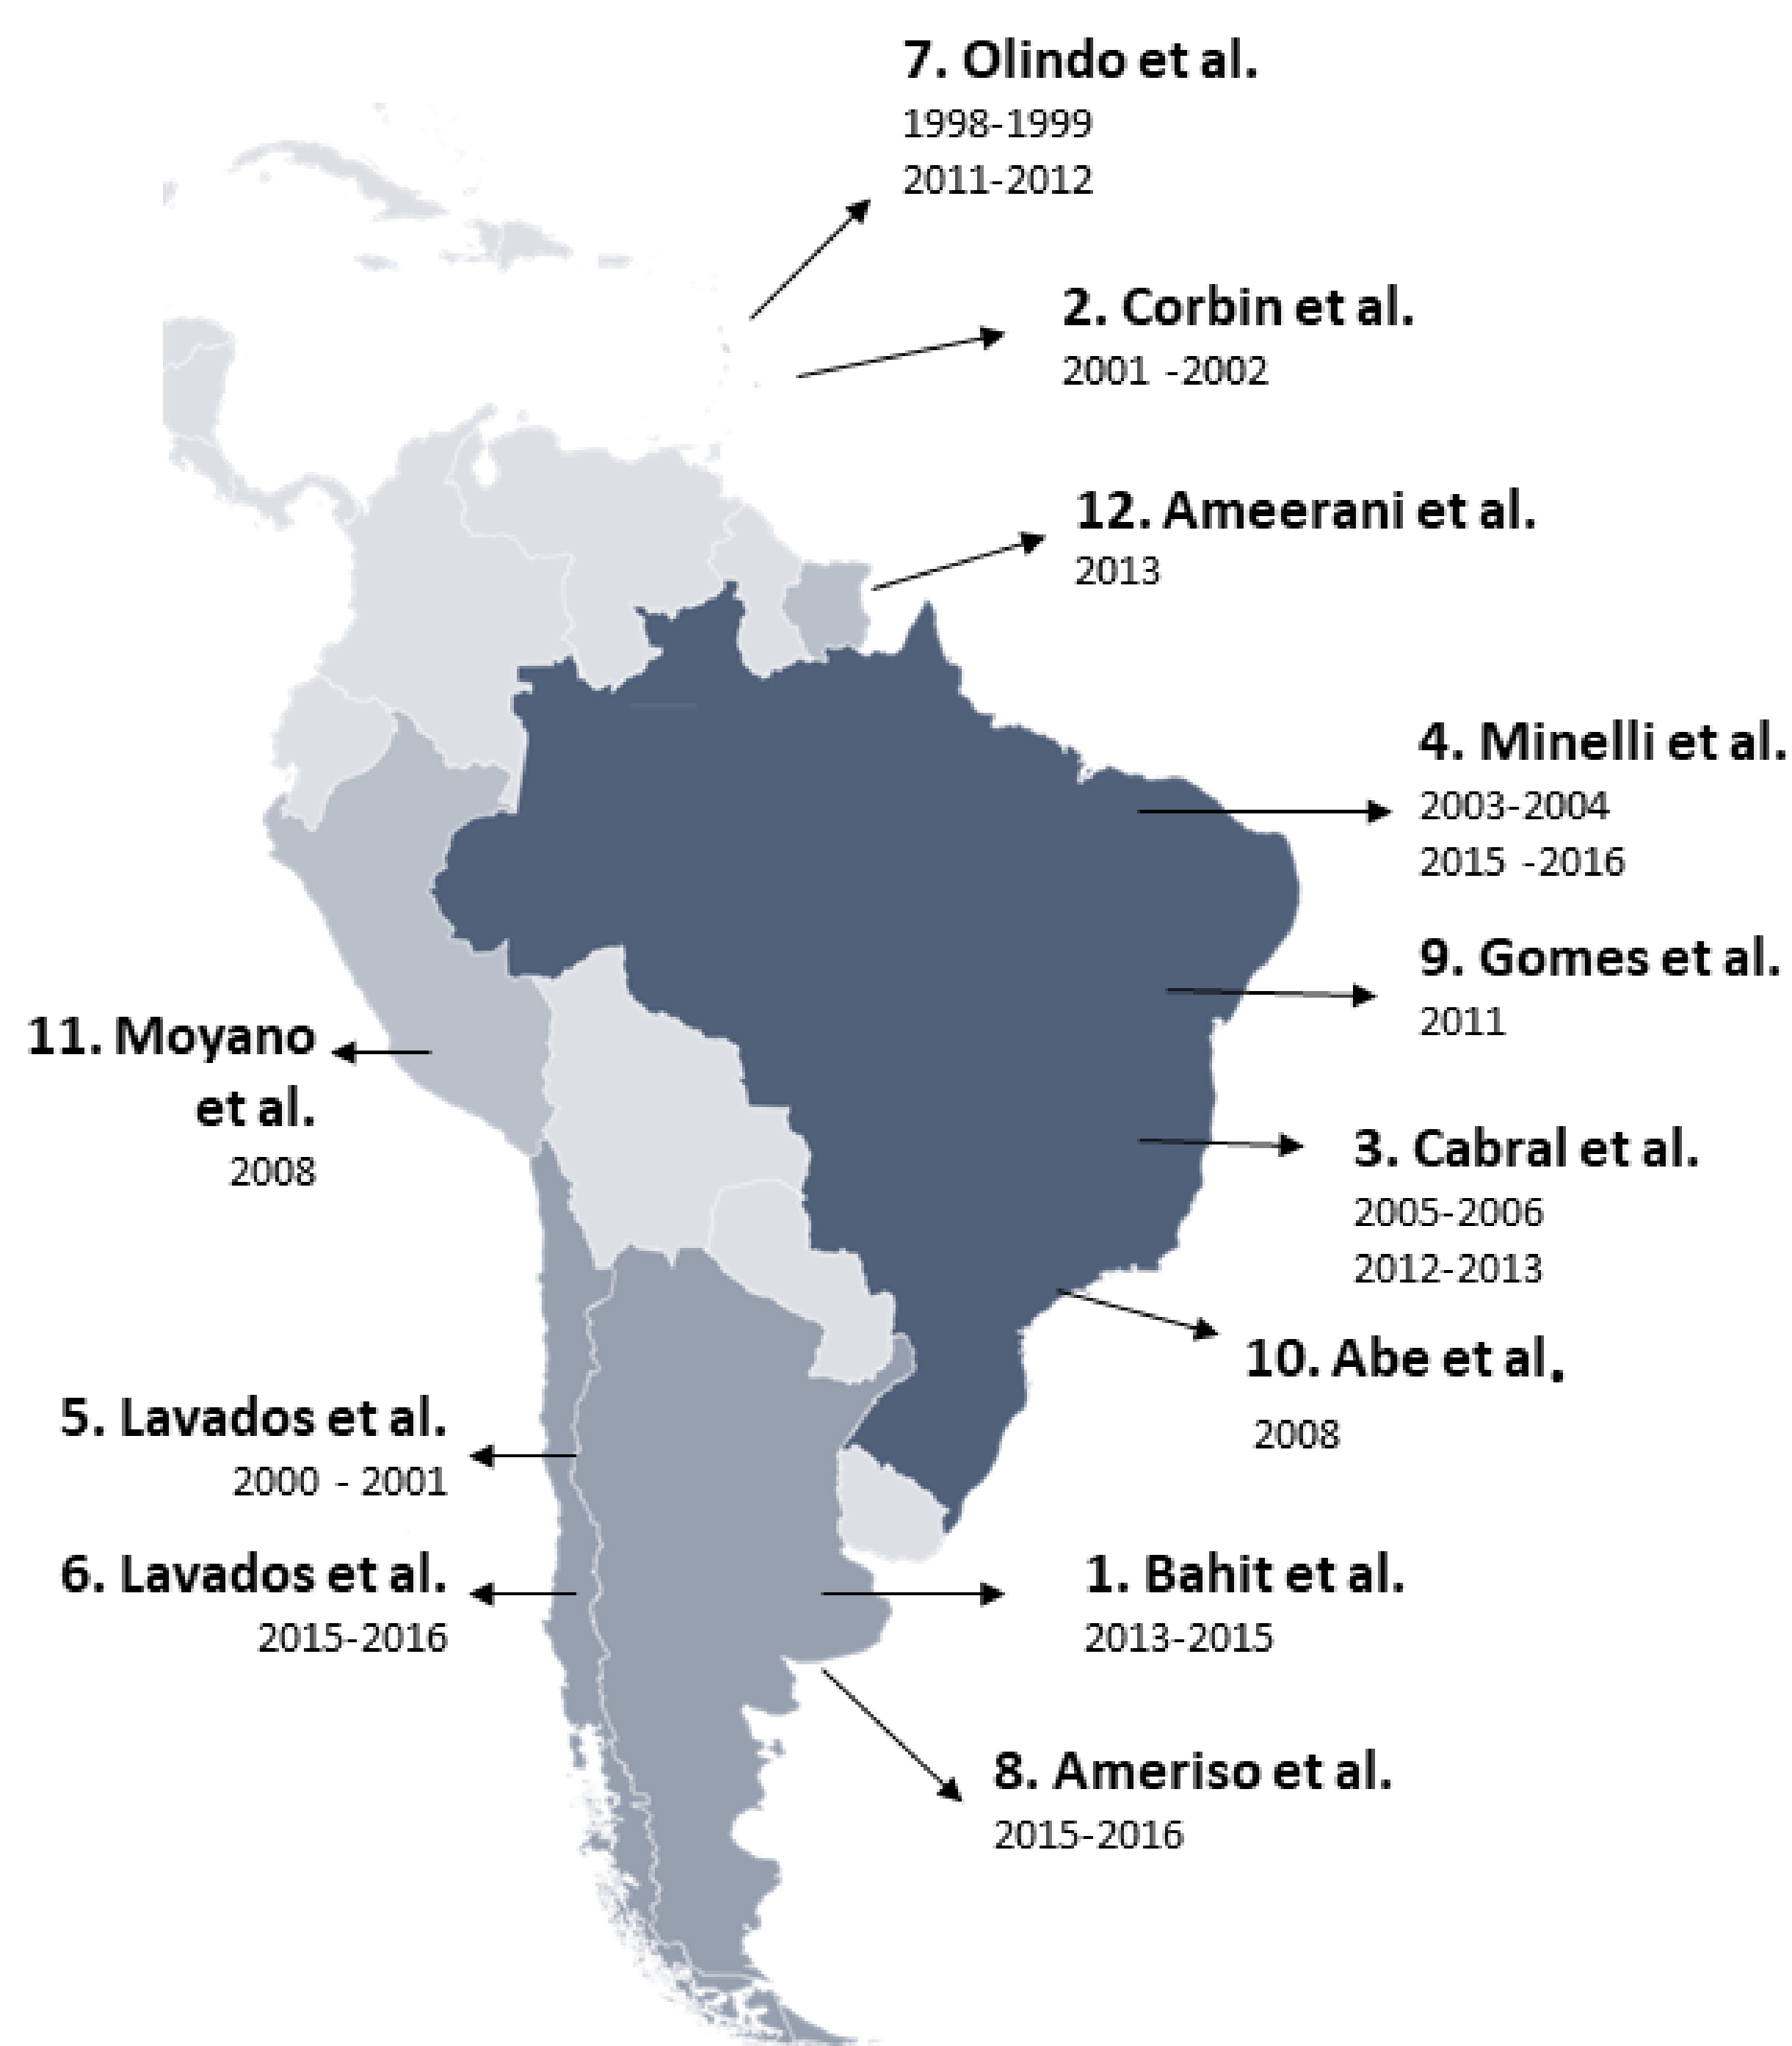 7. Olindo et al.
1998-1999
2011-2012
2. Corbin et al.
2001 -2002
12. Ameerani et al.
2013
4. Minelli et al.
2003-2004
2015 -2016
9. Gomes et al.
2011
11. Moyano
et al.
2008
3. Cabral et al.
2005-2006
2012-2013
10. Abe et al.
2008
5. Lavados et al.
2000 - 2001
6. Lavados et al.
2015-2016
1. Bahit et al.
2013-2015
8. Ameriso et al.
2015-2016